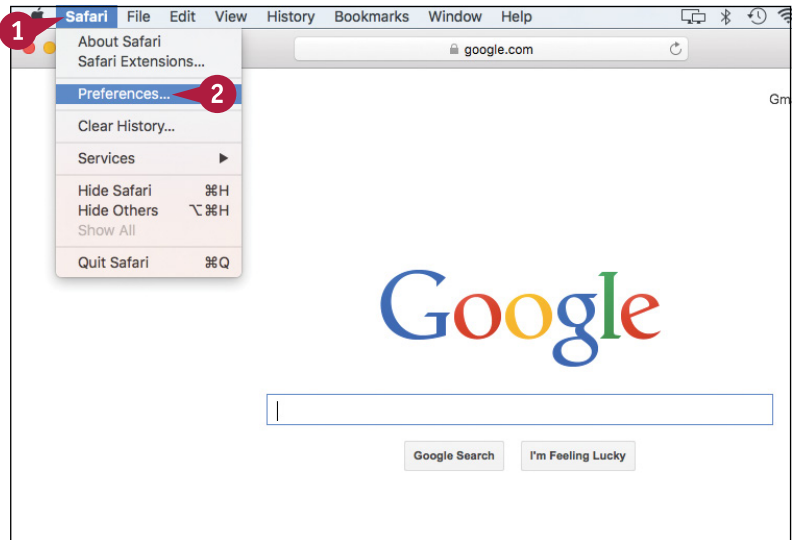 Safari File Edit View History Bookmarks Window Help
1
About Safari
Safari Extensions...
google.com
Preferences...
2
Gm
Clear History...
Services
Hide Safari ⌘H
Hide Others ⌥⌘H
Show All
Quit Safari ⌘Q
Google
Google Search I'm Feeling Lucky